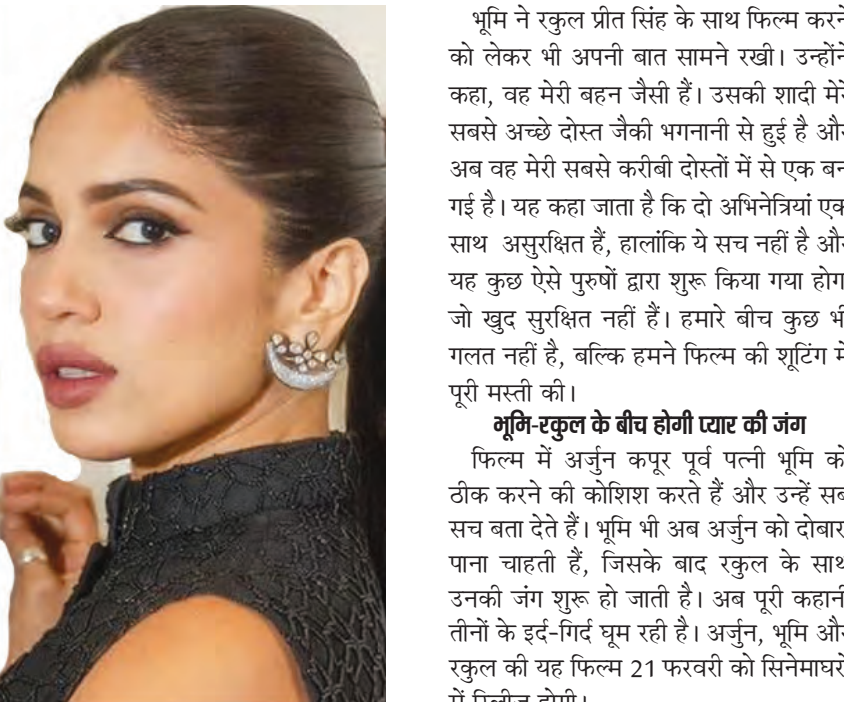 भूमि ने रकुल प्रीत सिंह के साथ फिल्म करने
को लेकर भी अपनी बात सामने रखी। उन्होंने
कहा, वह मेरी बहन जैसी हैं। उसकी शादी मेरे
सबसे अच्छे दोस्त जैकी भगनानी से हुई है और
अब वह मेरी सबसे करीबी दोस्तों में से एक बन
गई है। यह कहा जाता है कि दो अभिनेत्रियां एक
साथ असुरक्षित हैं, हालांकि ये सच नहीं है और
यह कुछ ऐसे पुरुषों द्वारा शुरू किया गया होगा
जो खुद सुरक्षित नहीं हैं। हमारे बीच कुछ भी
गलत नहीं है, बल्कि हमने फिल्म की शूटिंग में
पूरी मस्ती की।
भूमि-रकुल के बीच होगी प्यार की जंग
फिल्म में अर्जुन कपूर पूर्व पत्नी भूमि को
ठीक करने की कोशिश करते हैं और उन्हें सब
सच बता देते हैं। भूमि भी अब अर्जुन को दोबारा
पाना चाहती हैं, जिसके बाद रकुल के साथ
उनकी जंग शुरू हो जाती है। अब पूरी कहानी
तीनों के इर्द-गिर्द घूम रही है। अर्जुन, भूमि और
रकुल की यह फिल्म 21 फरवरी को सिनेमाघरों
में रिलीज होगी।